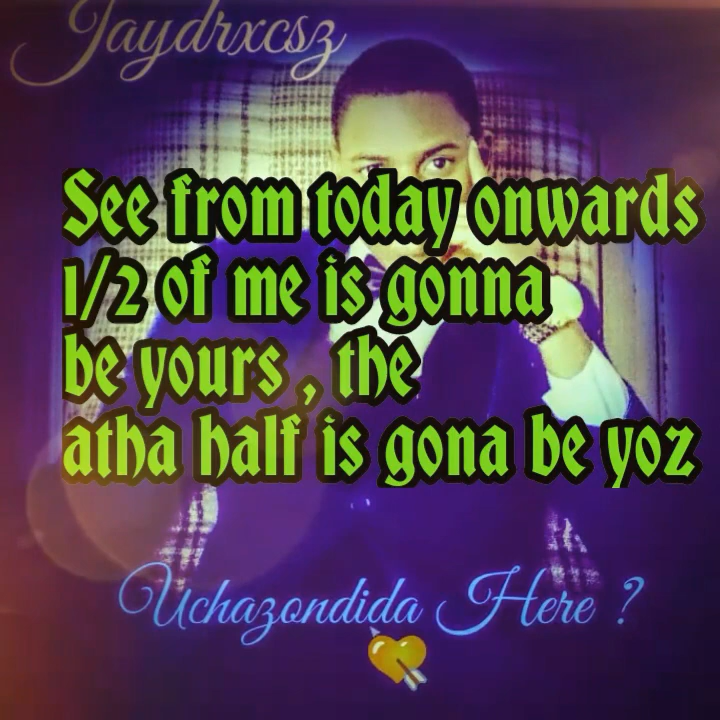 Jaydrxcsz
See from today onwards
1/2 of me is gonna
be yours , the
atha half is gona be yoz
Uchazondida Here ?